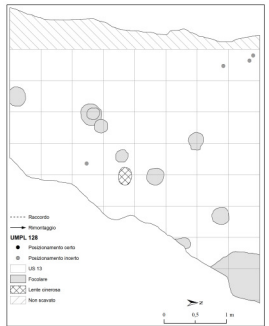 Raccordo
Rimontaggio
UMPL 128
Posizionamento certo
Posizionamento incerto
US 13
Focolare
Lente cinerosa
Non scavato
z
0 0,5 1 m